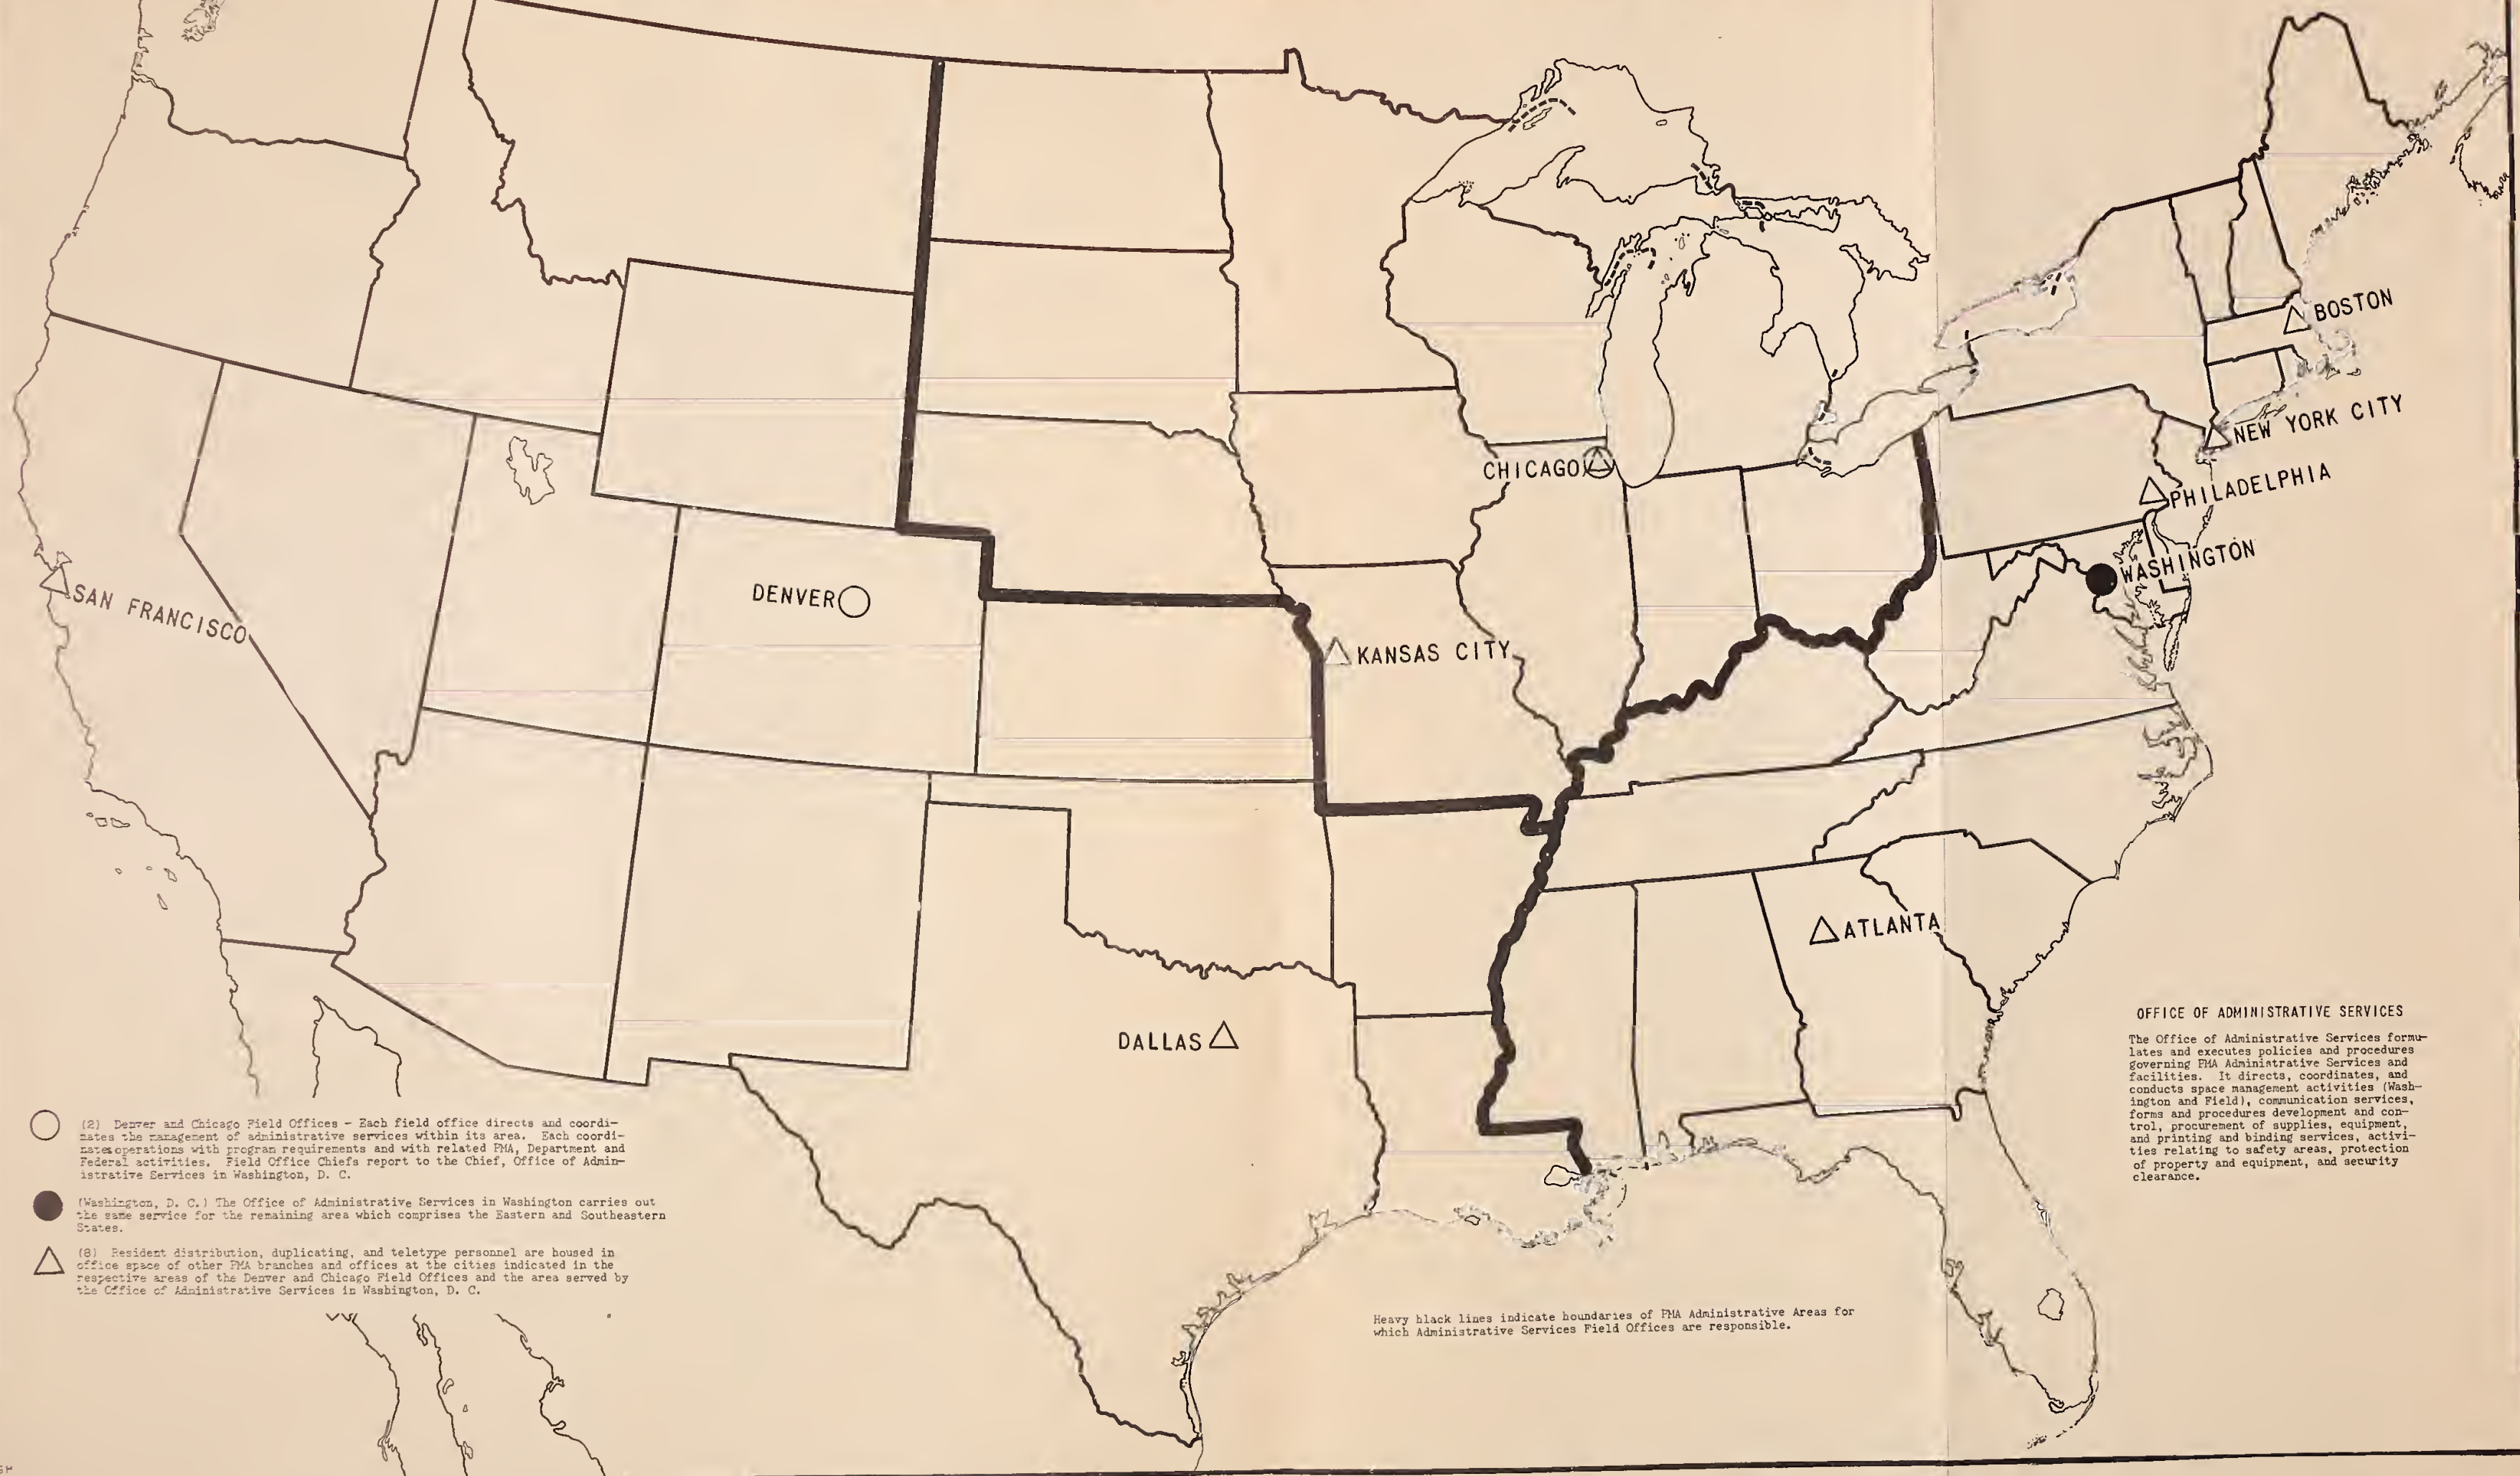 BOSTON
NEW YORK CITY
CHICAGO
PHILADELPHIA
WASHINGTON
DENVER
SAN FRANCISCO
KANSAS CITY
ATLANTA
DALLAS
OFFICE OF ADMINISTRATIVE SERVICES
The Office of Administrative Services formu-
lates and executes policies and procedures
governing PMA Administrative Services and
facilities. It directs, coordinates, and
conducts space management activities (Wash-
ington and Field), communication services,
forms and procedures development and con-
trol, procurement of supplies, equipment,
and printing and binding services, activi-
ties relating to safety areas, protection
of property and equipment, and security
clearance.
(2) Denver and Chicago Field Offices - Each field office directs and coordi-
nates the management of administrative services within its area. Each coordi-
nates operations with program requirements and with related PMA, Department and
Federal activities. Field Office Chiefs report to the Chief, Office of Admin-
istrative Services in Washington, D. C.
(Washington, D. C.) The Office of Administrative Services in Washington carries out
the same service for the remaining area which comprises the Eastern and Southeastern
States.
(8) Resident distribution, duplicating, and teletype personnel are housed in
office space of other PMA branches and offices at the cities indicated in the
respective areas of the Denver and Chicago Field Offices and the area served by
the Office of Administrative Services in Washington, D. C.
Heavy black lines indicate boundaries of PMA Administrative Areas for
which Administrative Services Field Offices are responsible.